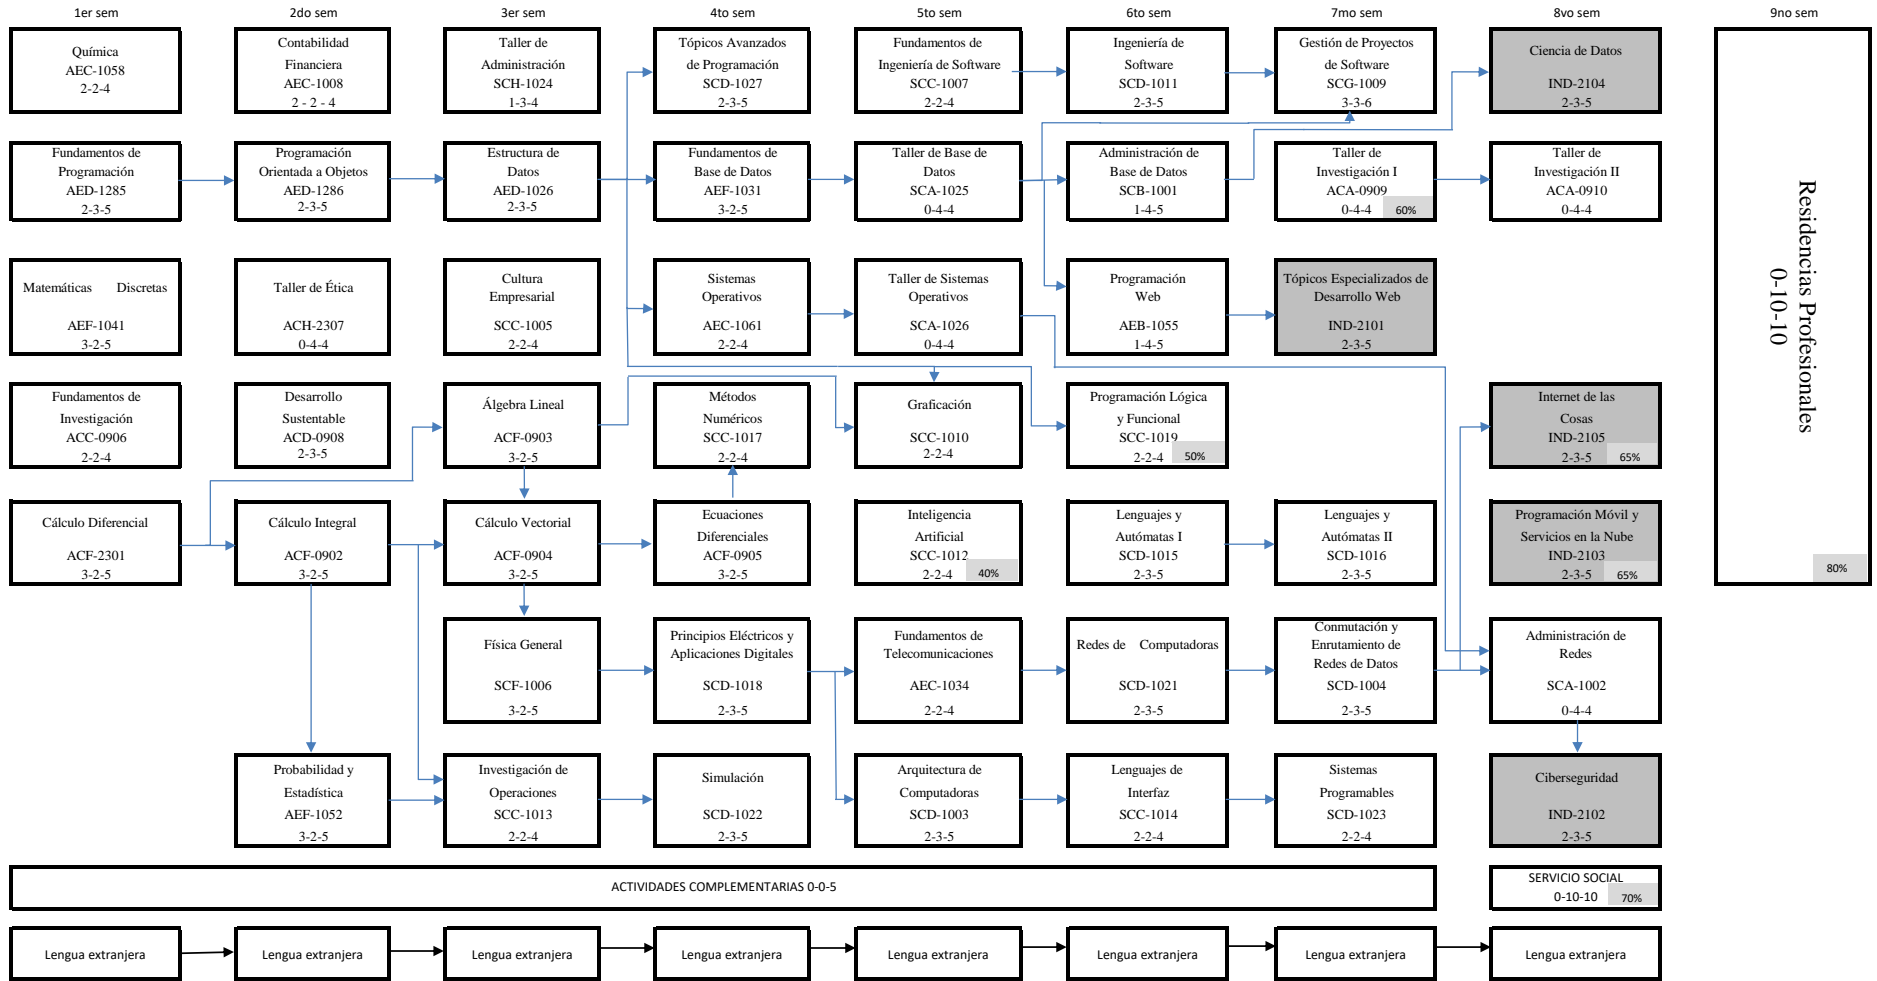 1er sem
2do sem
3er sem
4to sem
5to sem
6to sem
7mo sem
8vo sem
9no sem
Química
AEC-1058
2-2-4
Contabilidad
Financiera
AEC-1008
2 - 2 - 4
Taller de
Administración
SCH-1024
1-3-4
Tópicos Avanzados
de Programación
SCD-1027
2-3-5
Fundamentos de
Ingeniería de Software
SCC-1007
2-2-4
Ingeniería de
Software
SCD-1011
2-3-5
Gestión de Proyectos
de Software
SCG-1009
3-3-6
Ciencia de Datos
IND-2104
2-3-5
Fundamentos de
Programación
AED-1285
2-3-5
Programación
Orientada a Objetos
AED-1286
2-3-5
Estructura de
Datos
AED-1026
2-3-5
Fundamentos de
Base de Datos
AEF-1031
3-2-5
Taller de Base de
Datos
SCA-1025
0-4-4
Administración de
Base de Datos
SCB-1001
1-4-5
Taller de
Investigación I
ACA-0909
0-4-4 60%
Taller de
Investigación II
ACA-0910
0-4-4
Residencias Profesionales
0-10-10
80%
Matemáticas Discretas
AEF-1041
3-2-5
Taller de Ética
ACH-2307
0-4-4
Cultura
Empresarial
SCC-1005
2-2-4
Sistemas
Operativos
AEC-1061
2-2-4
Taller de Sistemas
Operativos
SCA-1026
0-4-4
Programación
Web
AEB-1055
1-4-5
Tópicos Especializados de
Desarrollo Web
IND-2101
2-3-5
Fundamentos de
Investigación
ACC-0906
2-2-4
Desarrollo
Sustentable
ACD-0908
2-3-5
Álgebra Lineal
ACF-0903
3-2-5
Métodos
Numéricos
SCC-1017
2-2-4
Graficación
SCC-1010
2-2-4
Programación Lógica
y Funcional
SCC-1019
2-2-4 50%
Internet de las
Cosas
IND-2105
2-3-5 65%
Cálculo Diferencial
ACF-2301
3-2-5
Cálculo Integral
ACF-0902
3-2-5
Cálculo Vectorial
ACF-0904
3-2-5
Ecuaciones
Diferenciales
ACF-0905
3-2-5
Inteligencia
Artificial
SCC-1012
2-2-4 40%
Lenguajes y
Autómatas I
SCD-1015
2-3-5
Lenguajes y
Autómatas II
SCD-1016
2-3-5
Programación Móvil y
Servicios en la Nube
IND-2103
2-3-5 65%
Física General
SCF-1006
3-2-5
Principios Eléctricos y
Aplicaciones Digitales
SCD-1018
2-3-5
Fundamentos de
Telecomunicaciones
AEC-1034
2-2-4
Redes de Computadoras
SCD-1021
2-3-5
Conmutación y
Enrutamiento de
Redes de Datos
SCD-1004
2-3-5
Administración de
Redes
SCA-1002
0-4-4
Probabilidad y
Estadística
AEF-1052
3-2-5
Investigación de
Operaciones
SCC-1013
2-2-4
Simulación
SCD-1022
2-3-5
Arquitectura de
Computadoras
SCD-1003
2-3-5
Lenguajes de
Interfaz
SCC-1014
2-2-4
Sistemas
Programables
SCD-1023
2-2-4
Ciberseguridad
IND-2102
2-3-5
ACTIVIDADES COMPLEMENTARIAS 0-0-5
SERVICIO SOCIAL
0-10-10 70%
Lengua extranjera
Lengua extranjera
Lengua extranjera
Lengua extranjera
Lengua extranjera
Lengua extranjera
Lengua extranjera
Lengua extranjera